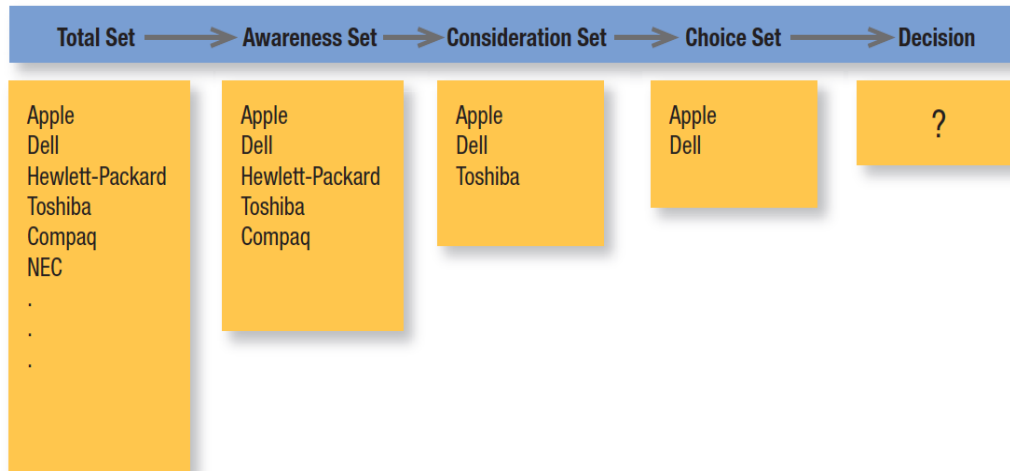 Total Set Awareness Set Consideration Set Choice Set Decision
Apple
Dell
Hewlett-Packard
Toshiba
Compaq
NEC
.
.
.
Apple
Dell
Hewlett-Packard
Toshiba
Compaq
Apple
Dell
Toshiba
Apple
Dell
?